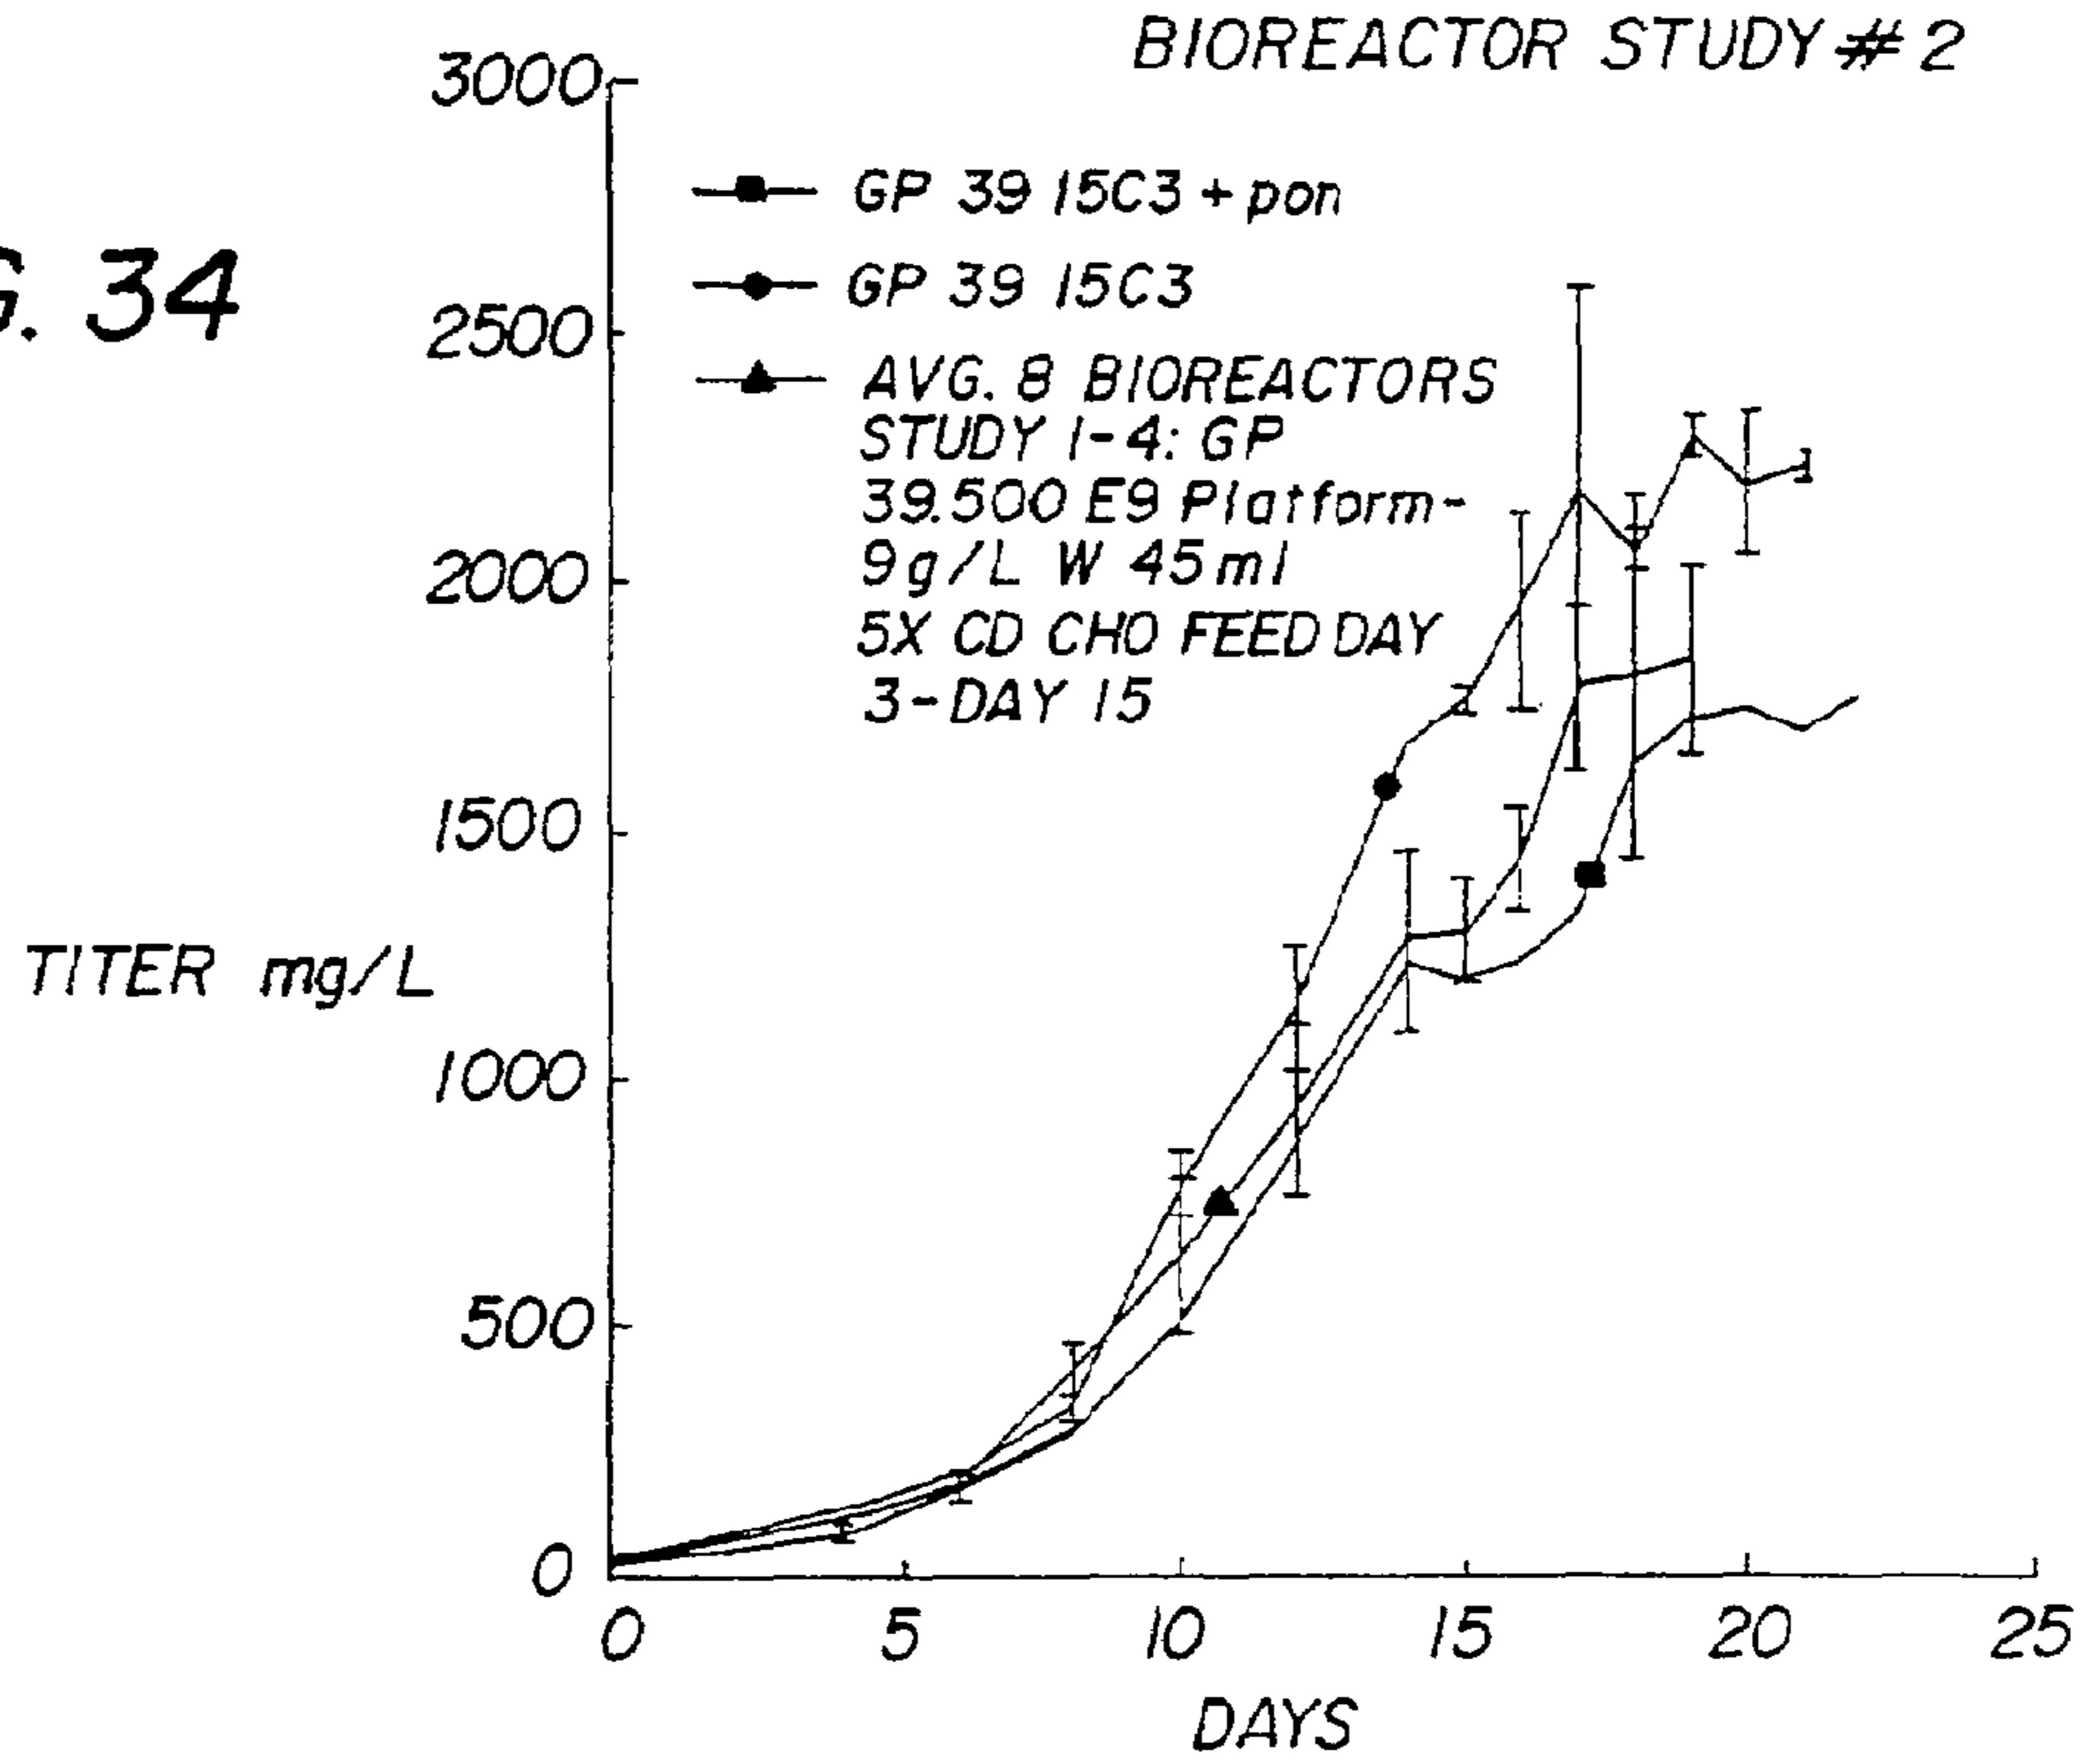 BIOREACTOR STUDY # 2
G. 34
3000
2500
2000
1500
1000
500
0
TITER mg/L
GP 39 15C3 + pon
GP 39 15C3
AVG. 8 BIOREACTORS
STUDY 1-4: GP
39.500 E9 Platform-
9g/L W 45ml
5X CD CHO FEED DAY
3-DAY 15
0 5 10 15 20 25
DAYS